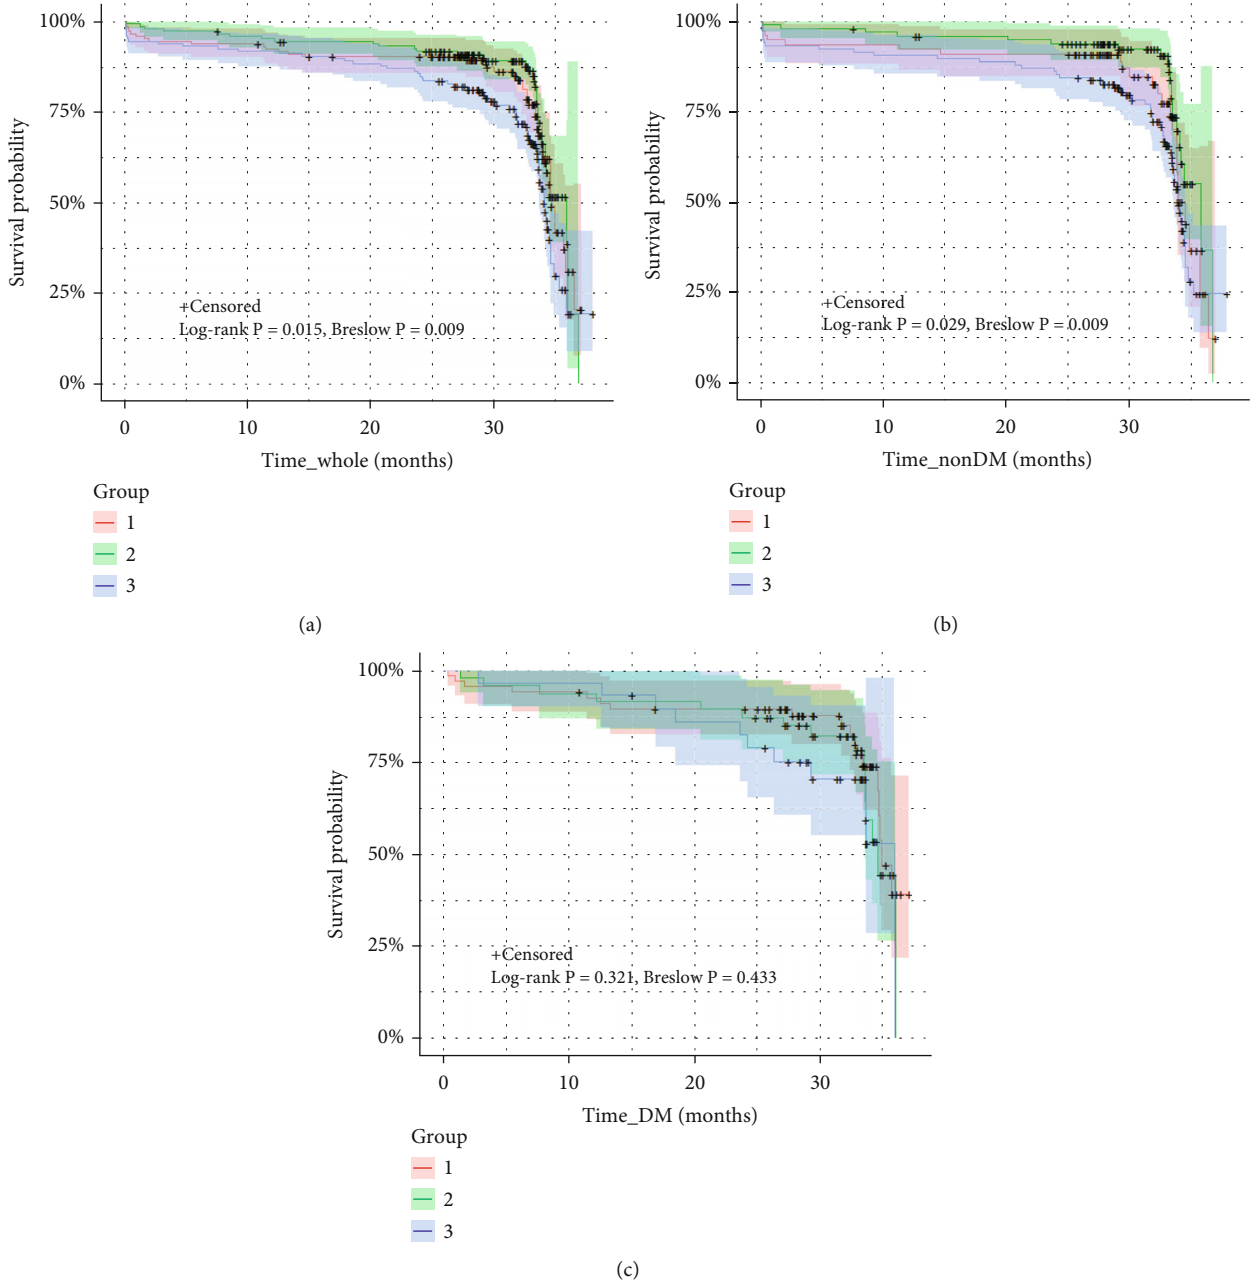 100%
75%
50%
25%
0%
Survival probability
+Censored
Log-rank P = 0.015, Breslow P = 0.009
0 10 20 30
Time_whole (months)
Group
1
2
3
(a)
100%
75%
50%
25%
0%
Survival probability
+Censored
Log-rank P = 0.029, Breslow P = 0.009
0 10 20 30
Time_nonDM (months)
Group
1
2
3
(b)
100%
75%
50%
25%
0%
Survival probability
+Censored
Log-rank P = 0.321, Breslow P = 0.433
0 10 20 30
Time_DM (months)
Group
1
2
3
(c)